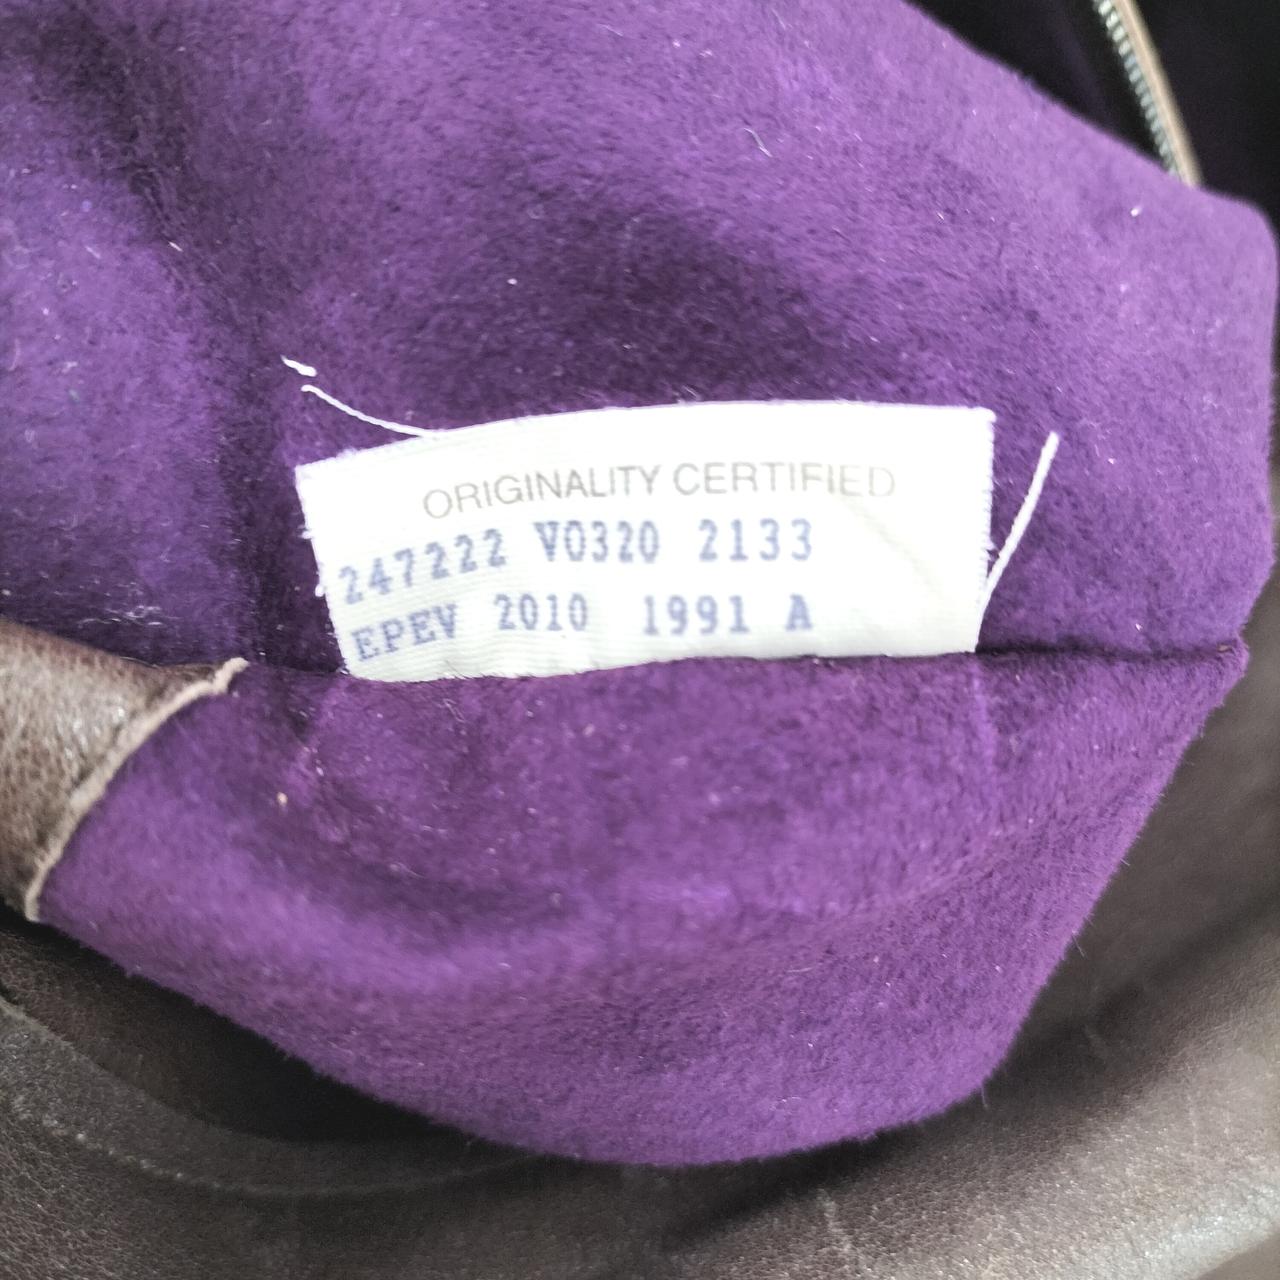 ORIGINALITY CERTIFIED
247222 V0320 2133
EPEV 2010 1991 A